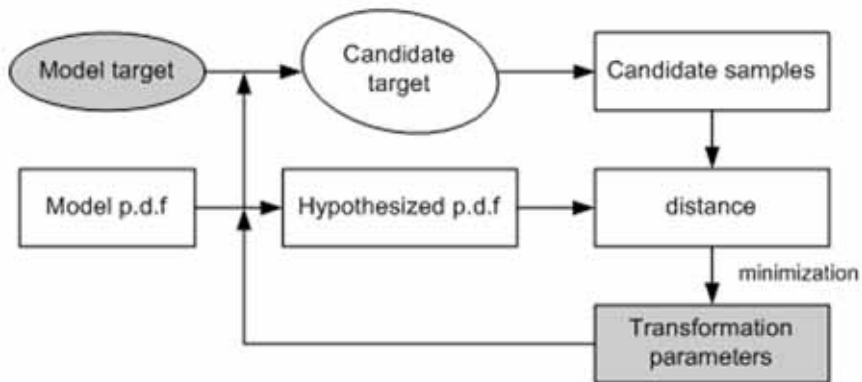 Model target
Candidate
target
Candidate samples
Model p.d.f
Hypothesized p.d.f
distance
minimization
Transformation
parameters